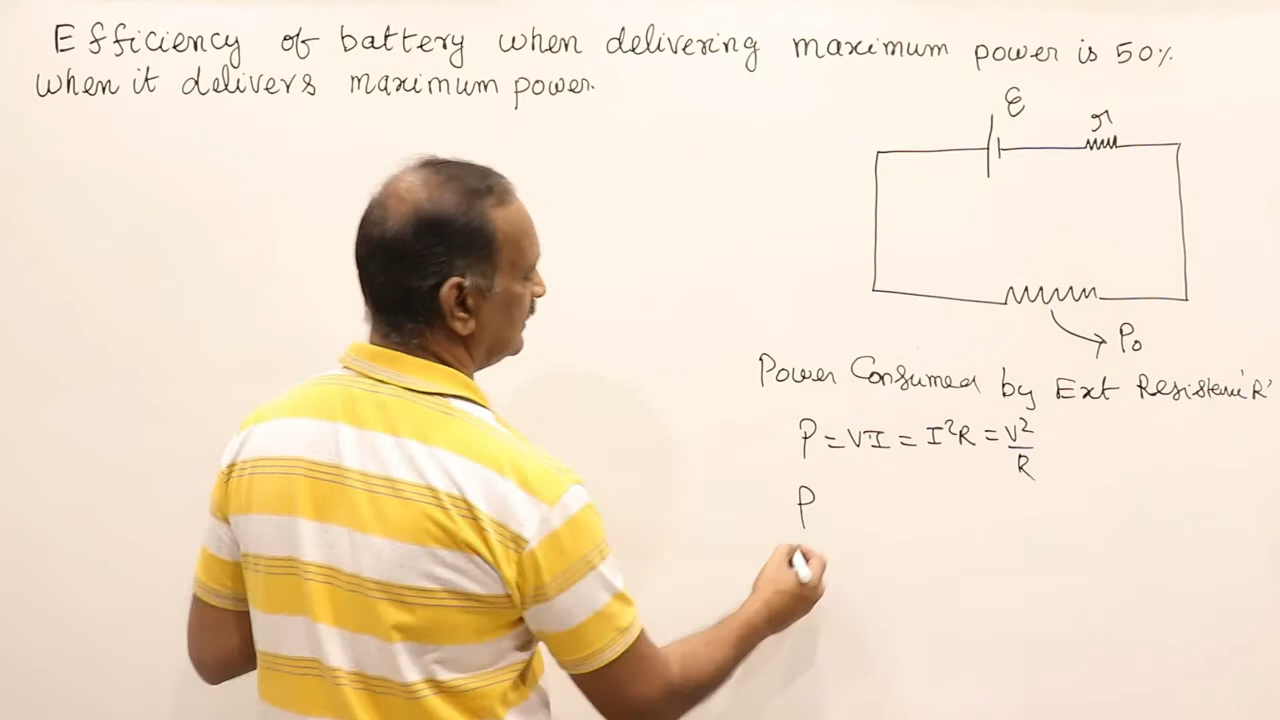 Efficiency of battery when delivering maximum power is 50%
when it delivers maximum power.
ε
r
P₀
Power Consumed by Ext Resistance 'R'
P = VI = I²R = V²/R
P